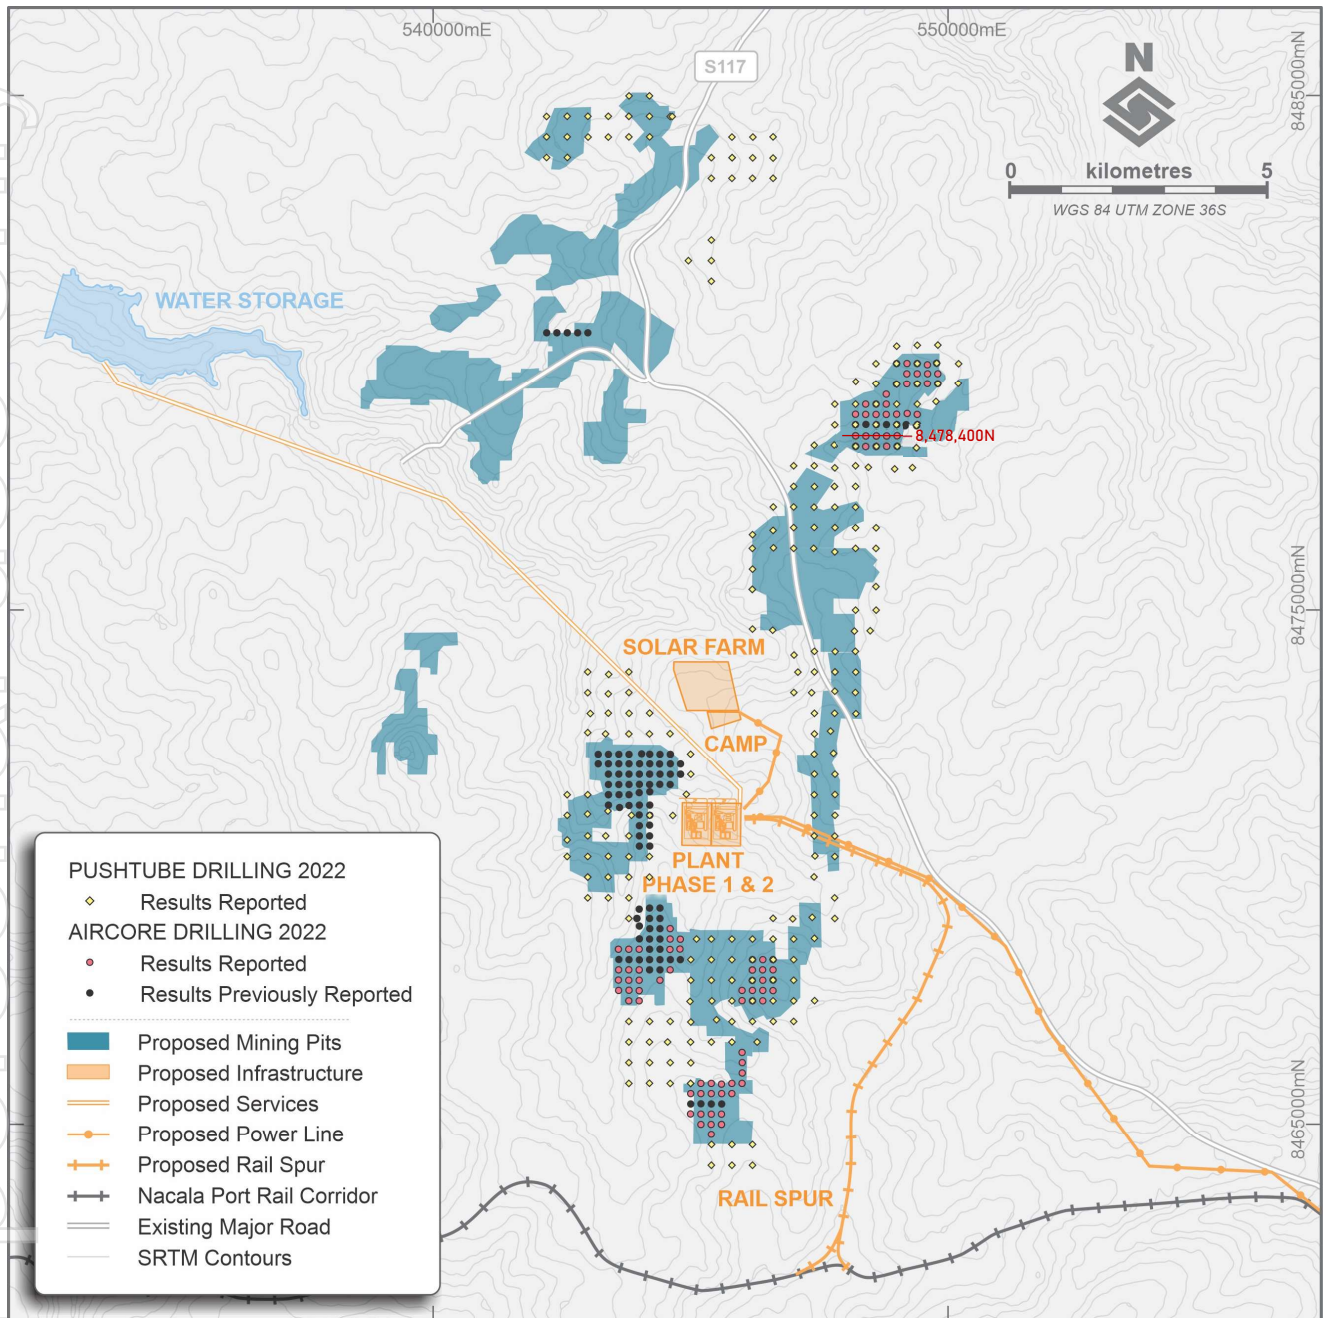 540000mE
550000mE
S117
8485000mN
N
0 kilometres 5
WGS 84 UTM ZONE 36S
WATER STORAGE
8,478,400N
8475000mN
SOLAR FARM
CAMP
PLANT
PHASE 1 & 2
PUSHTUBE DRILLING 2022
Results Reported
AIRCORE DRILLING 2022
Results Reported
Results Previously Reported
Proposed Mining Pits
Proposed Infrastructure
Proposed Services
Proposed Power Line
Proposed Rail Spur
Nacala Port Rail Corridor
Existing Major Road
SRTM Contours
8465000mN
RAIL SPUR